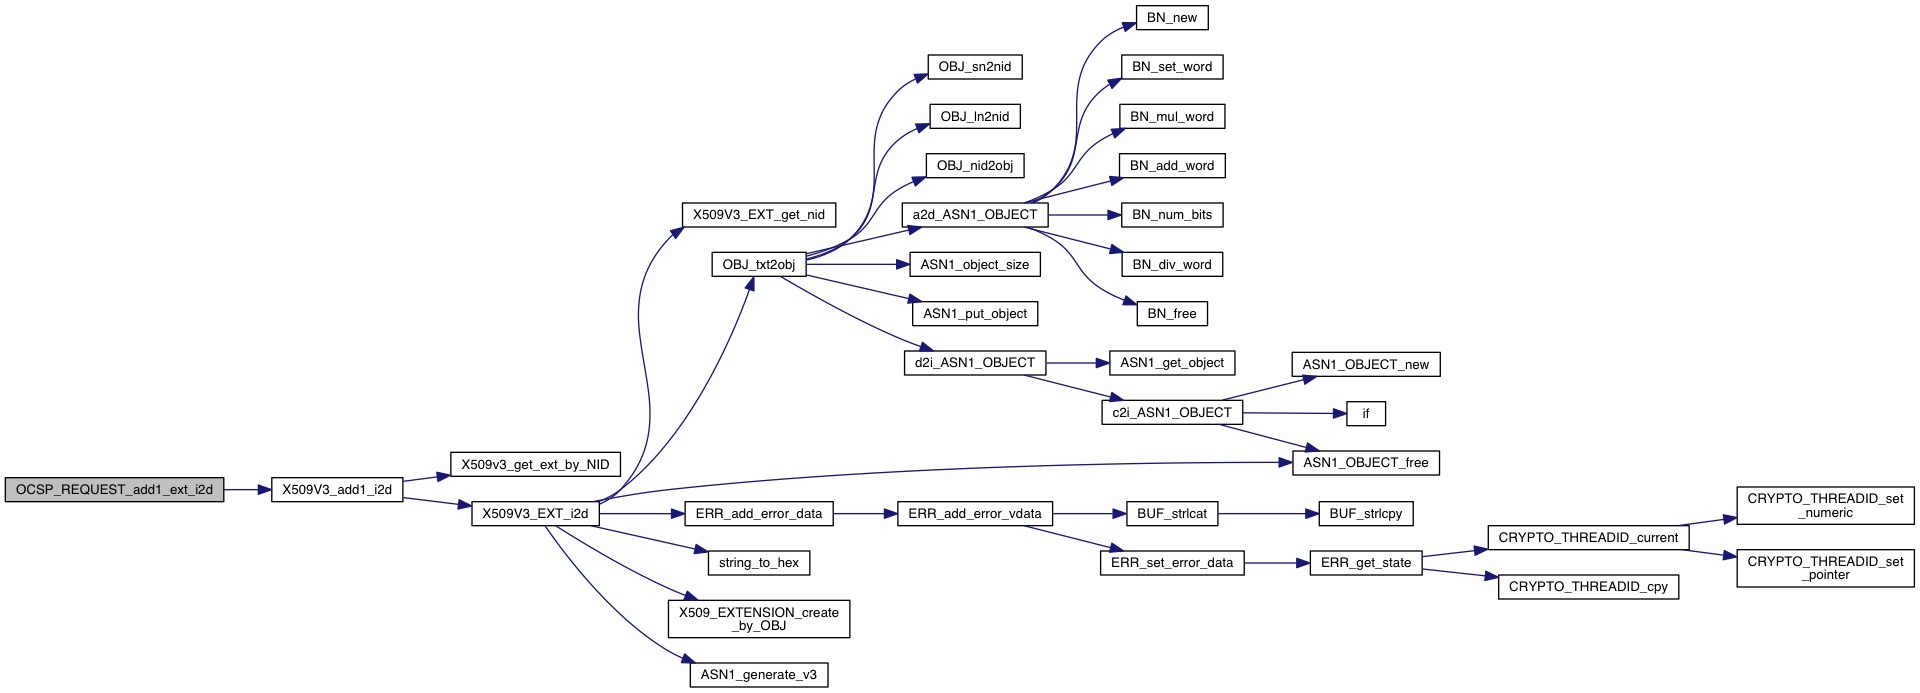 BN_new
OBJ_sn2nid
BN_set_word
OBJ_ln2nid
BN_mul_word
OBJ_nid2obj
BN_add_word
X509V3_EXT_get_nid
a2d_ASN1_OBJECT
BN_num_bits
OBJ_txt2obj
ASN1_object_size
BN_div_word
ASN1_put_object
BN_free
d2i_ASN1_OBJECT
ASN1_get_object
ASN1_OBJECT_new
c2i_ASN1_OBJECT
if
X509v3_get_ext_by_NID
ASN1_OBJECT_free
OCSP_REQUEST_add1_ext_i2d
X509V3_add1_i2d
X509V3_EXT_i2d
ERR_add_error_data
ERR_add_error_vdata
BUF_strlcat
BUF_strlcpy
CRYPTO_THREADID_set
_numeric
CRYPTO_THREADID_current
string_to_hex
ERR_set_error_data
ERR_get_state
CRYPTO_THREADID_set
_pointer
CRYPTO_THREADID_cpy
X509_EXTENSION_create
_by_OBJ
ASN1_generate_v3